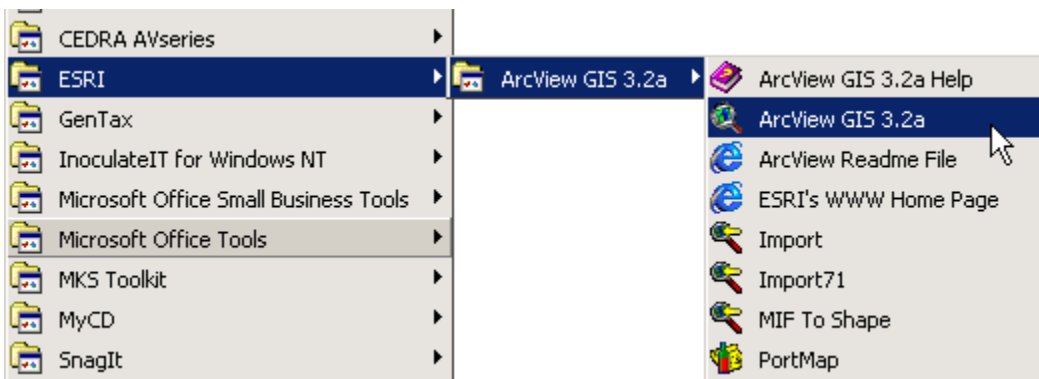 CEDRA AVseries
ESRI
GenTax
InoculateIT for Windows NT
Microsoft Office Small Business Tools
Microsoft Office Tools
MKS Toolkit
MyCD
SnagIt
ArcView GIS 3.2a
ArcView GIS 3.2a Help
ArcView GIS 3.2a
ArcView Readme File
ESRI's WWW Home Page
Import
Import71
MIF To Shape
PortMap